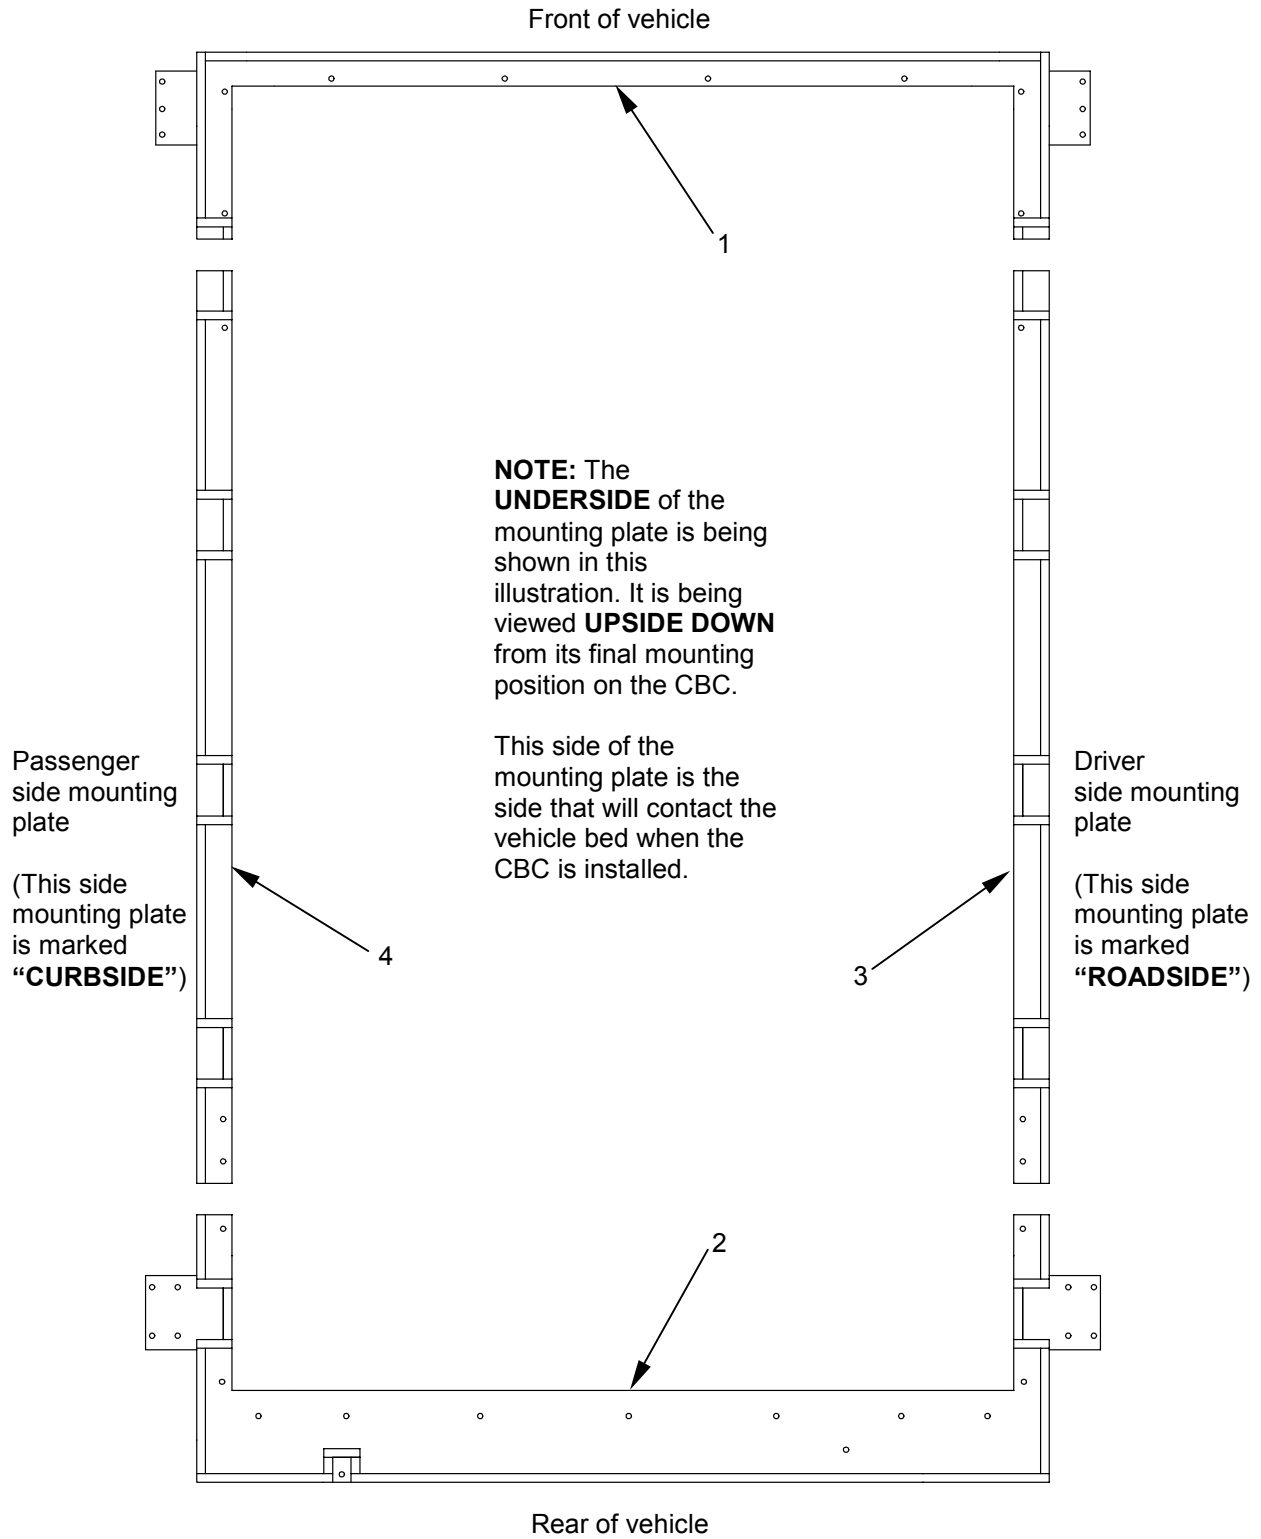 Front of vehicle
1
NOTE: The
UNDERSIDE of the
mounting plate is being
shown in this
illustration. It is being
viewed UPSIDE DOWN
from its final mounting
position on the CBC.
This side of the
mounting plate is the
side that will contact the
vehicle bed when the
CBC is installed.
Passenger
side mounting
plate
(This side
mounting plate
is marked
“CURBSIDE”)
4
3
Driver
side mounting
plate
(This side
mounting plate
is marked
“ROADSIDE”)
2
Rear of vehicle